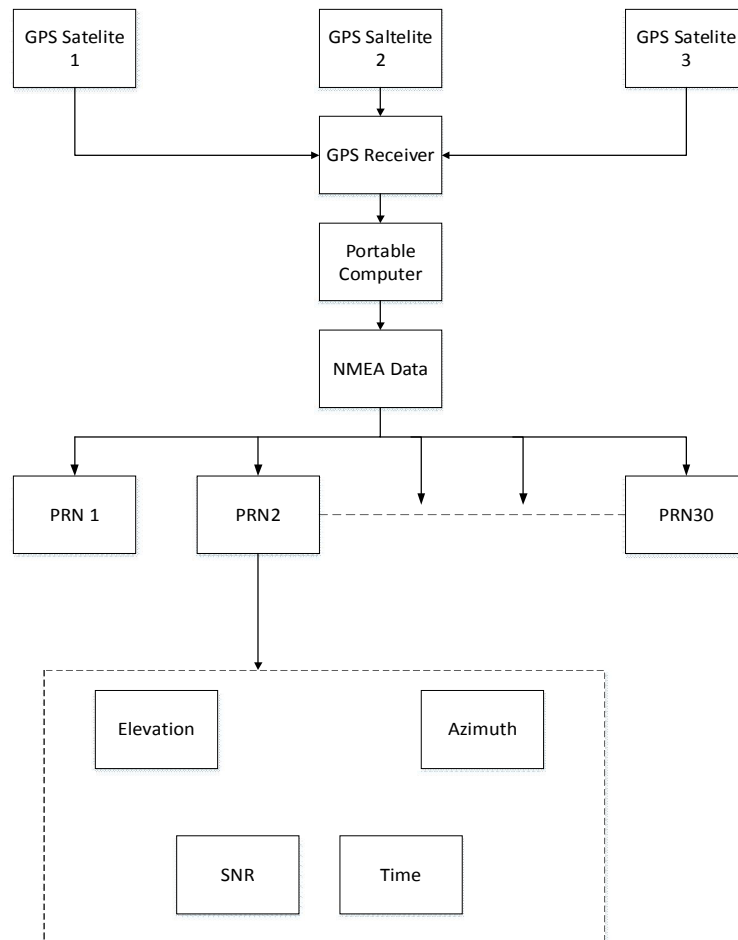 GPS Satelite
1
GPS Saltelite
2
GPS Satelite
3
GPS Receiver
Portable
Computer
NMEA Data
PRN 1
PRN2
PRN30
Elevation
Azimuth
SNR
Time